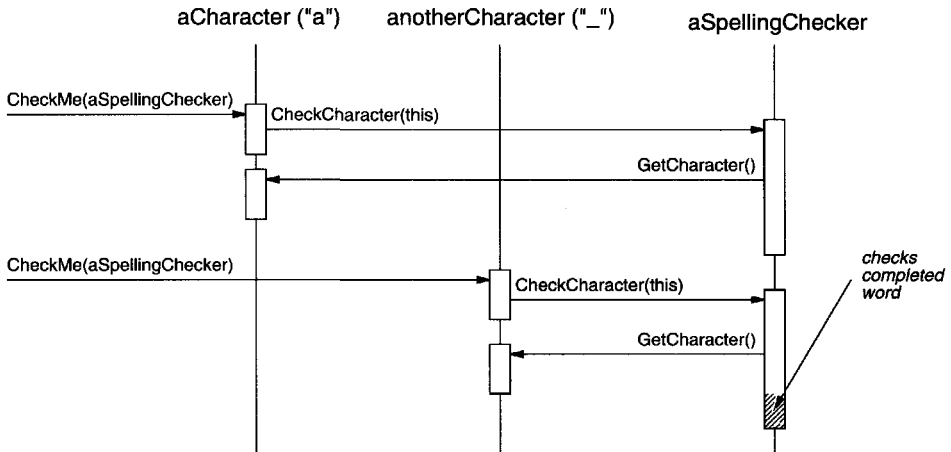 aCharacter ("a")
anotherCharacter ("_")
aSpellingChecker
CheckMe(aSpellingChecker)
CheckCharacter(this)
GetCharacter()
CheckMe(aSpellingChecker)
CheckCharacter(this)
GetCharacter()
checks
completed
word